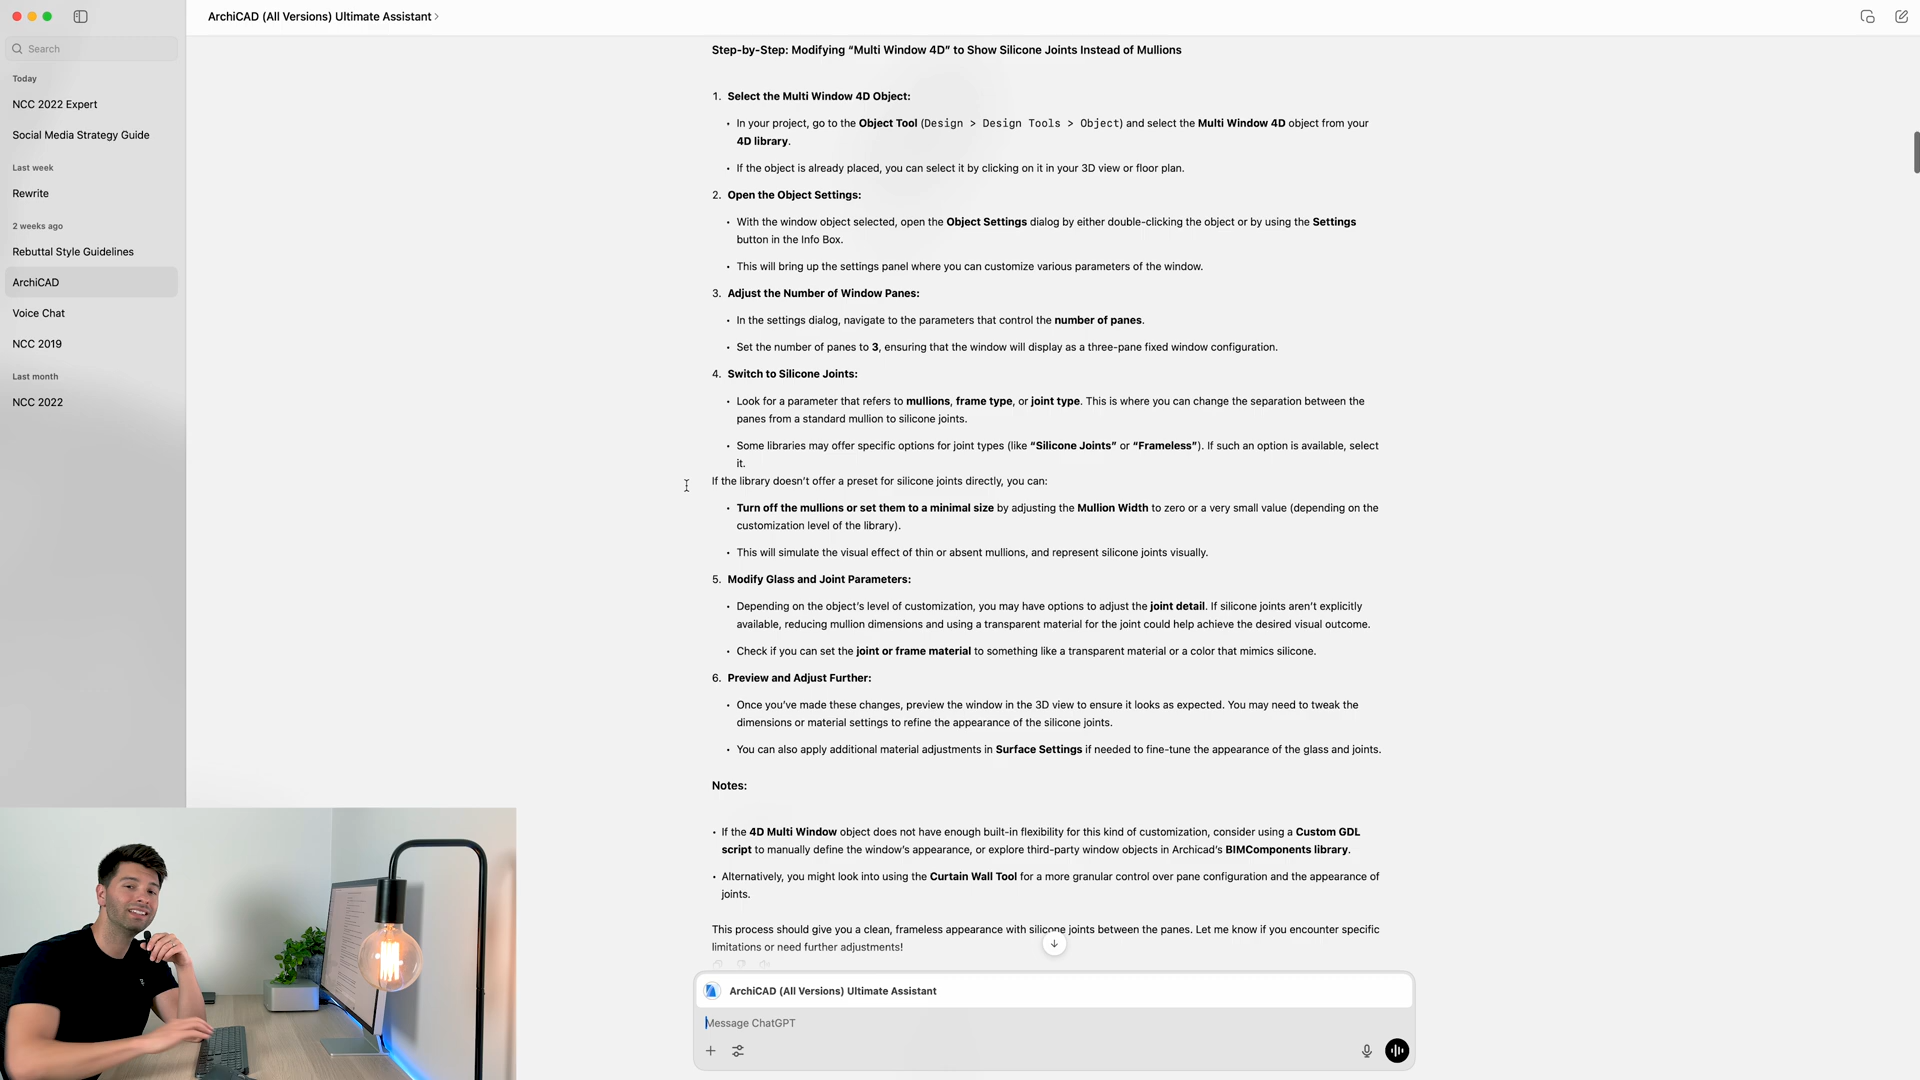 ArchiCAD (All Versions) Ultimate Assistant
Search
Today
NCC 2022 Expert
Social Media Strategy Guide
Last week
Rewrite
2 weeks ago
Rebuttal Style Guidelines
ArchiCAD
Voice Chat
NCC 2019
Last month
NCC 2022
Step-by-Step: Modifying “Multi Window 4D” to Show Silicone Joints Instead of Mullions
1. Select the Multi Window 4D Object:
• In your project, go to the Object Tool (Design > Design Tools > Object) and select the Multi Window 4D object from your
4D library.
• If the object is already placed, you can select it by clicking on it in your 3D view or floor plan.
2. Open the Object Settings:
• With the window object selected, open the Object Settings dialog by either double-clicking the object or by using the Settings
button in the Info Box.
• This will bring up the settings panel where you can customize various parameters of the window.
3. Adjust the Number of Window Panes:
• In the settings dialog, navigate to the parameters that control the number of panes.
• Set the number of panes to 3, ensuring that the window will display as a three-pane fixed window configuration.
4. Switch to Silicone Joints:
• Look for a parameter that refers to mullions, frame type, or joint type. This is where you can change the separation between the
panes from a standard mullion to silicone joints.
• Some libraries may offer specific options for joint types (like “Silicone Joints” or “Frameless”). If such an option is available, select
it.
If the library doesn’t offer a preset for silicone joints directly, you can:
• Turn off the mullions or set them to a minimal size by adjusting the Mullion Width to zero or a very small value (depending on the
customization level of the library).
• This will simulate the visual effect of thin or absent mullions, and represent silicone joints visually.
5. Modify Glass and Joint Parameters:
• Depending on the object’s level of customization, you may have options to adjust the joint detail. If silicone joints aren’t explicitly
available, reducing mullion dimensions and using a transparent material for the joint could help achieve the desired visual outcome.
• Check if you can set the joint or frame material to something like a transparent material or a color that mimics silicone.
6. Preview and Adjust Further:
• Once you’ve made these changes, preview the window in the 3D view to ensure it looks as expected. You may need to tweak the
dimensions or material settings to refine the appearance of the silicone joints.
• You can also apply additional material adjustments in Surface Settings if needed to fine-tune the appearance of the glass and joints.
Notes:
• If the 4D Multi Window object does not have enough built-in flexibility for this kind of customization, consider using a Custom GDL
script to manually define the window’s appearance, or explore third-party window objects in Archicad’s BIMComponents library.
• Alternatively, you might look into using the Curtain Wall Tool for a more granular control over pane configuration and the appearance of
joints.
This process should give you a clean, frameless appearance with silicone joints between the panes. Let me know if you encounter specific
limitations or need further adjustments!
ArchiCAD (All Versions) Ultimate Assistant
Message ChatGPT